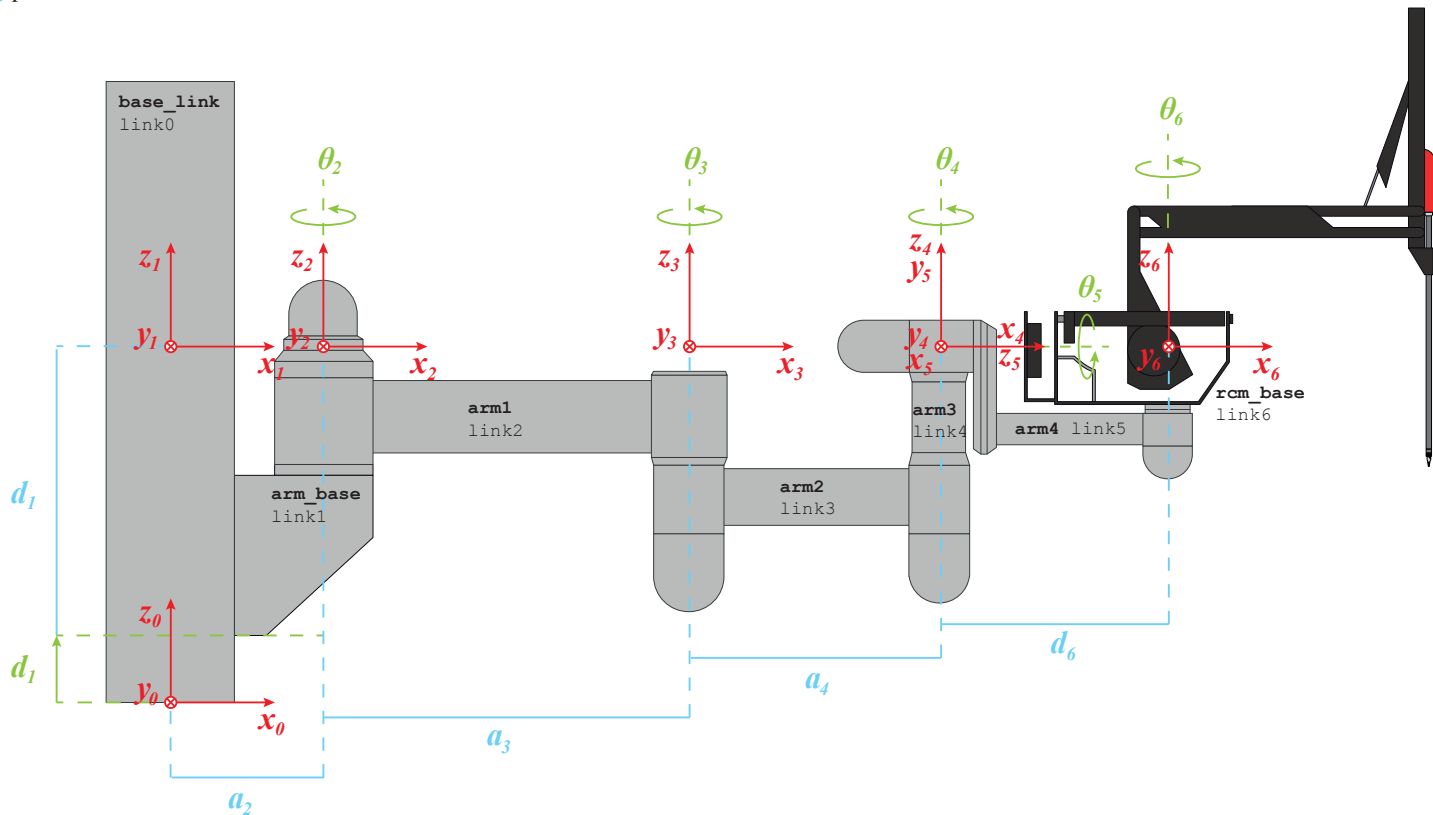 base_link
link0
θ₂
θ₃
θ₄
θ₆
z₁
z₂
z₃
z₄
y₅
z₆
θ₅
y₁
x₁
y₂
x₂
y₃
x₃
y₄
x₅
x₄
z₅
y₆
x₆
rcm_base
link6
arm1
link2
arm3
link4
arm4 link5
arm_base
link1
arm2
link3
d₁
z₀
d₁
y₀
x₀
d₆
a₄
a₃
a₂